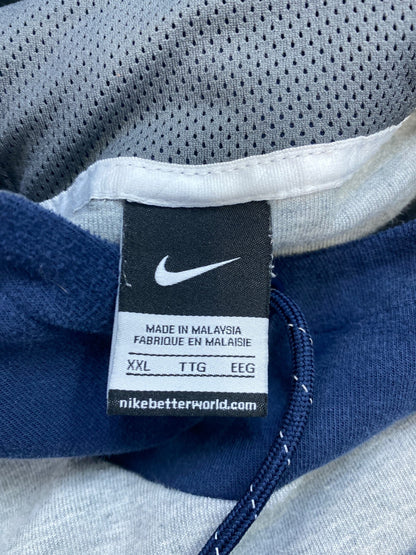 MADE IN MALAYSIA
FABRIQUE EN MALAISIE
XXL TTG EEG
nikebetterworld.com